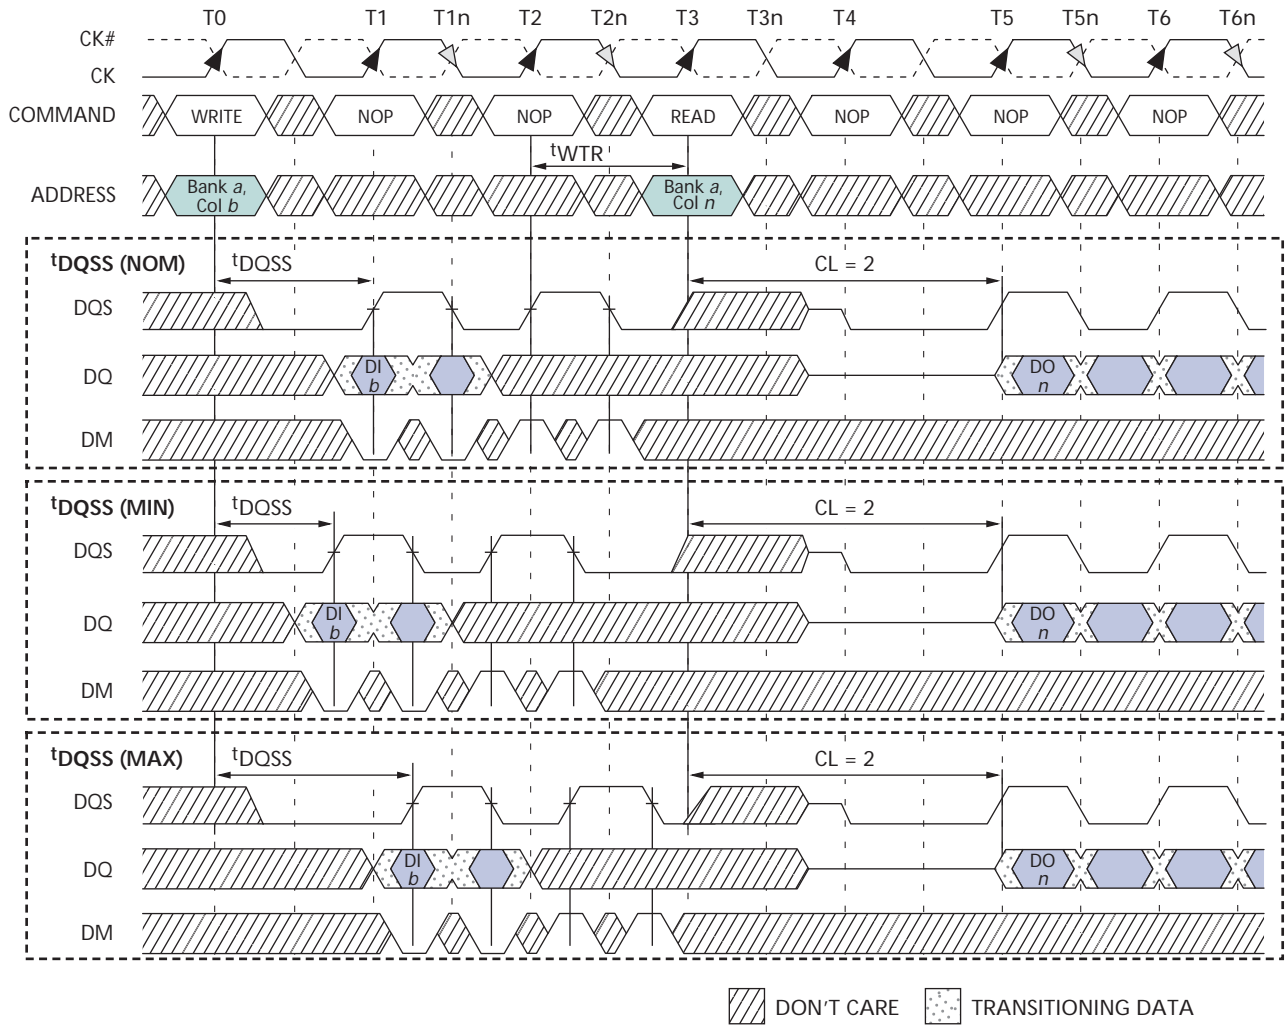 T0 T1 T1n T2 T2n T3 T3n T4 T5 T5n T6 T6n
CK#
CK
COMMAND WRITE NOP NOP READ NOP NOP NOP
tWTR
ADDRESS Bank a, Col b Bank a, Col n
tDQSS (NOM) tDQSS CL = 2
DQS
DQ DI b DO n
DM
tDQSS (MIN) tDQSS CL = 2
DQS
DQ DI b DO n
DM
tDQSS (MAX) tDQSS CL = 2
DQS
DQ DI b DO n
DM
DON'T CARE TRANSITIONING DATA